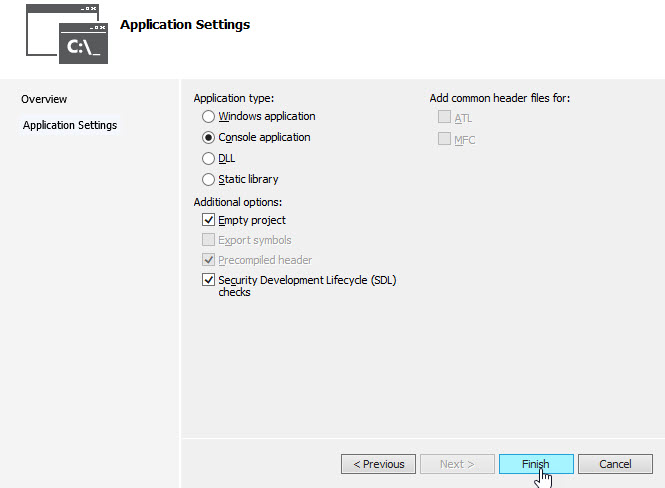 C:\_
Application Settings
Overview
Application Settings
Application type:
Windows application
Console application
DLL
Static library
Additional options:
Empty project
Export symbols
Precompiled header
Security Development Lifecycle (SDL)
checks
Add common header files for:
ATL
MFC
< Previous
Next >
Finish
Cancel